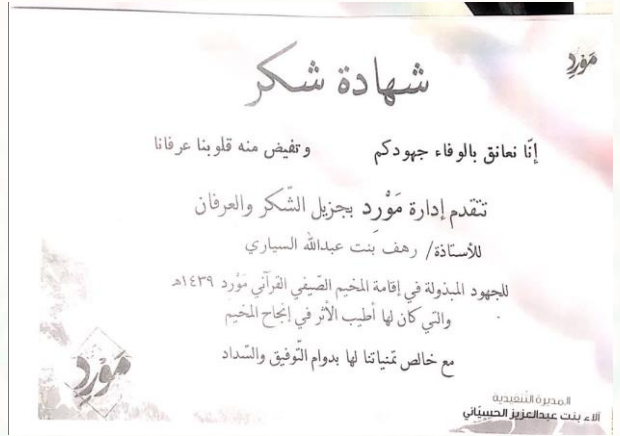 مَوْرِد
شهادة شكر
إنّا نعانق بالوفاء جهودكم وتفيض منه قلوبنا عرفانا
تتقدم إدارة مَوْرِد بجزيل الشّكر والعرفان
للأستاذة/ رهف بنت عبدالله السياري
للجهود المبذولة في إقامة المخيم الصّيفي القرآني مَوْرِد ١٤٣٩هـ
والتي كان لها أطيب الأثر في إنجاح المخيم
مع خالص تمنياتنا لها بدوام التّوفيق والسّداد
مَوْرِد
المديرة التنفيذية
آلاء بنت عبدالعزيز الحسيّاني